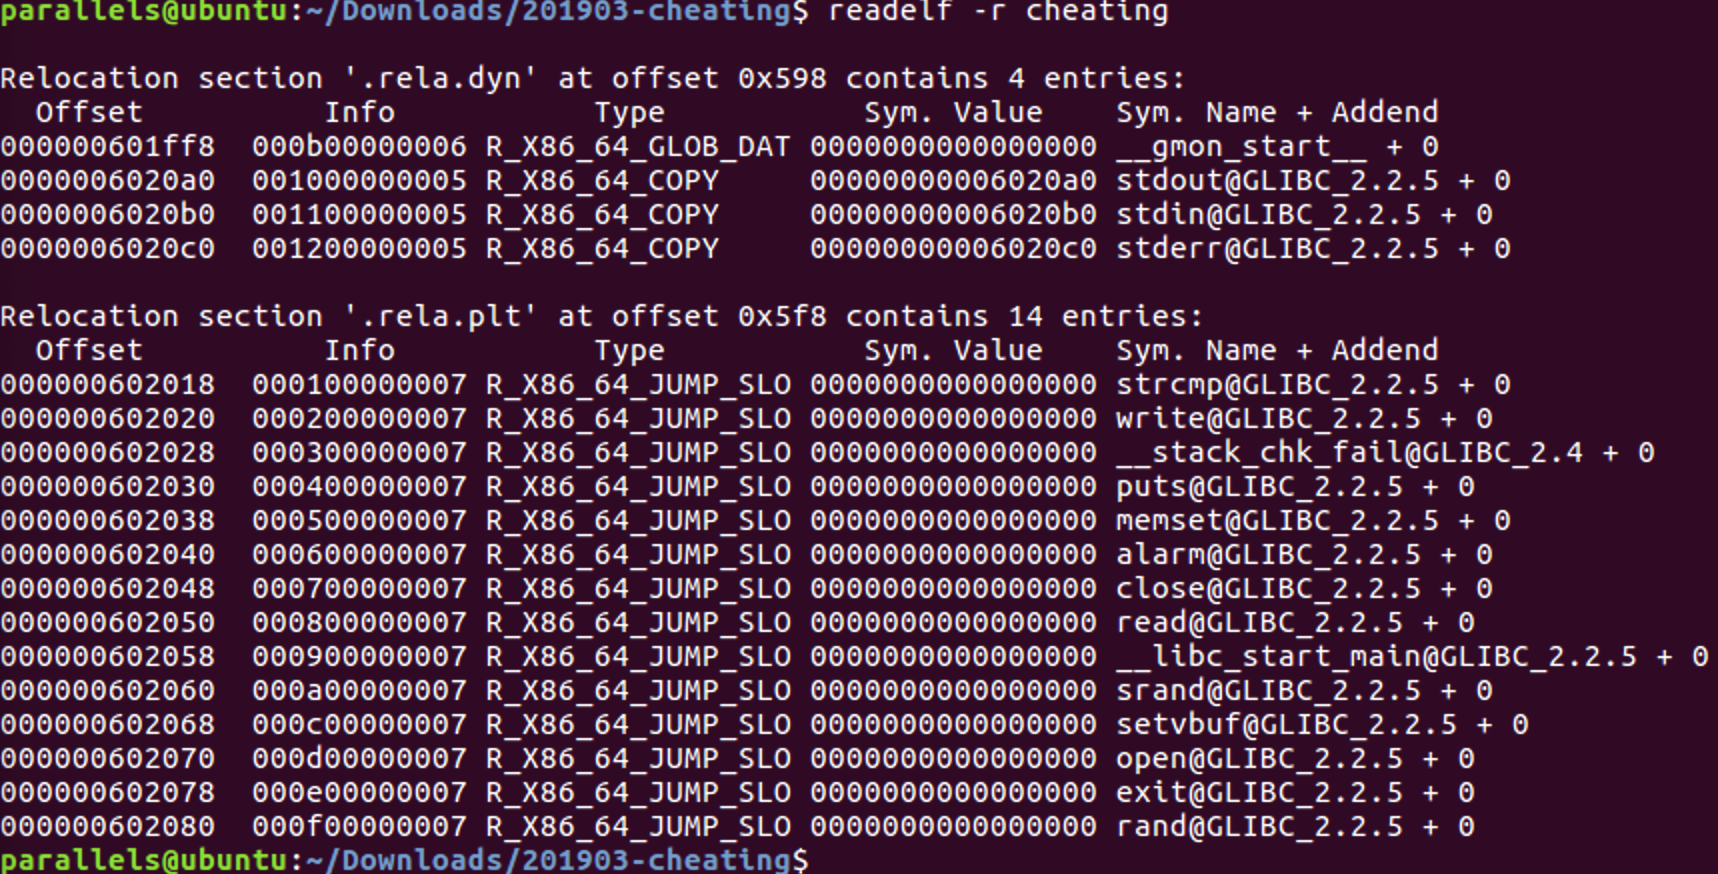 parallels@ubuntu:~/Downloads/201903-cheating$ readelf -r cheating
Relocation section '.rela.dyn' at offset 0x598 contains 4 entries:
  Offset          Info           Type           Sym. Value    Sym. Name + Addend
000000601ff8  000b00000006 R_X86_64_GLOB_DAT 0000000000000000 __gmon_start__ + 0
0000006020a0  001000000005 R_X86_64_COPY     00000000006020a0 stdout@GLIBC_2.2.5 + 0
0000006020b0  001100000005 R_X86_64_COPY     00000000006020b0 stdin@GLIBC_2.2.5 + 0
0000006020c0  001200000005 R_X86_64_COPY     00000000006020c0 stderr@GLIBC_2.2.5 + 0
Relocation section '.rela.plt' at offset 0x5f8 contains 14 entries:
  Offset          Info           Type           Sym. Value    Sym. Name + Addend
000000602018  000100000007 R_X86_64_JUMP_SLO 0000000000000000 strcmp@GLIBC_2.2.5 + 0
000000602020  000200000007 R_X86_64_JUMP_SLO 0000000000000000 write@GLIBC_2.2.5 + 0
000000602028  000300000007 R_X86_64_JUMP_SLO 0000000000000000 __stack_chk_fail@GLIBC_2.4 + 0
000000602030  000400000007 R_X86_64_JUMP_SLO 0000000000000000 puts@GLIBC_2.2.5 + 0
000000602038  000500000007 R_X86_64_JUMP_SLO 0000000000000000 memset@GLIBC_2.2.5 + 0
000000602040  000600000007 R_X86_64_JUMP_SLO 0000000000000000 alarm@GLIBC_2.2.5 + 0
000000602048  000700000007 R_X86_64_JUMP_SLO 0000000000000000 close@GLIBC_2.2.5 + 0
000000602050  000800000007 R_X86_64_JUMP_SLO 0000000000000000 read@GLIBC_2.2.5 + 0
000000602058  000900000007 R_X86_64_JUMP_SLO 0000000000000000 __libc_start_main@GLIBC_2.2.5 + 0
000000602060  000a00000007 R_X86_64_JUMP_SLO 0000000000000000 srand@GLIBC_2.2.5 + 0
000000602068  000c00000007 R_X86_64_JUMP_SLO 0000000000000000 setvbuf@GLIBC_2.2.5 + 0
000000602070  000d00000007 R_X86_64_JUMP_SLO 0000000000000000 open@GLIBC_2.2.5 + 0
000000602078  000e00000007 R_X86_64_JUMP_SLO 0000000000000000 exit@GLIBC_2.2.5 + 0
000000602080  000f00000007 R_X86_64_JUMP_SLO 0000000000000000 rand@GLIBC_2.2.5 + 0
parallels@ubuntu:~/Downloads/201903-cheating$